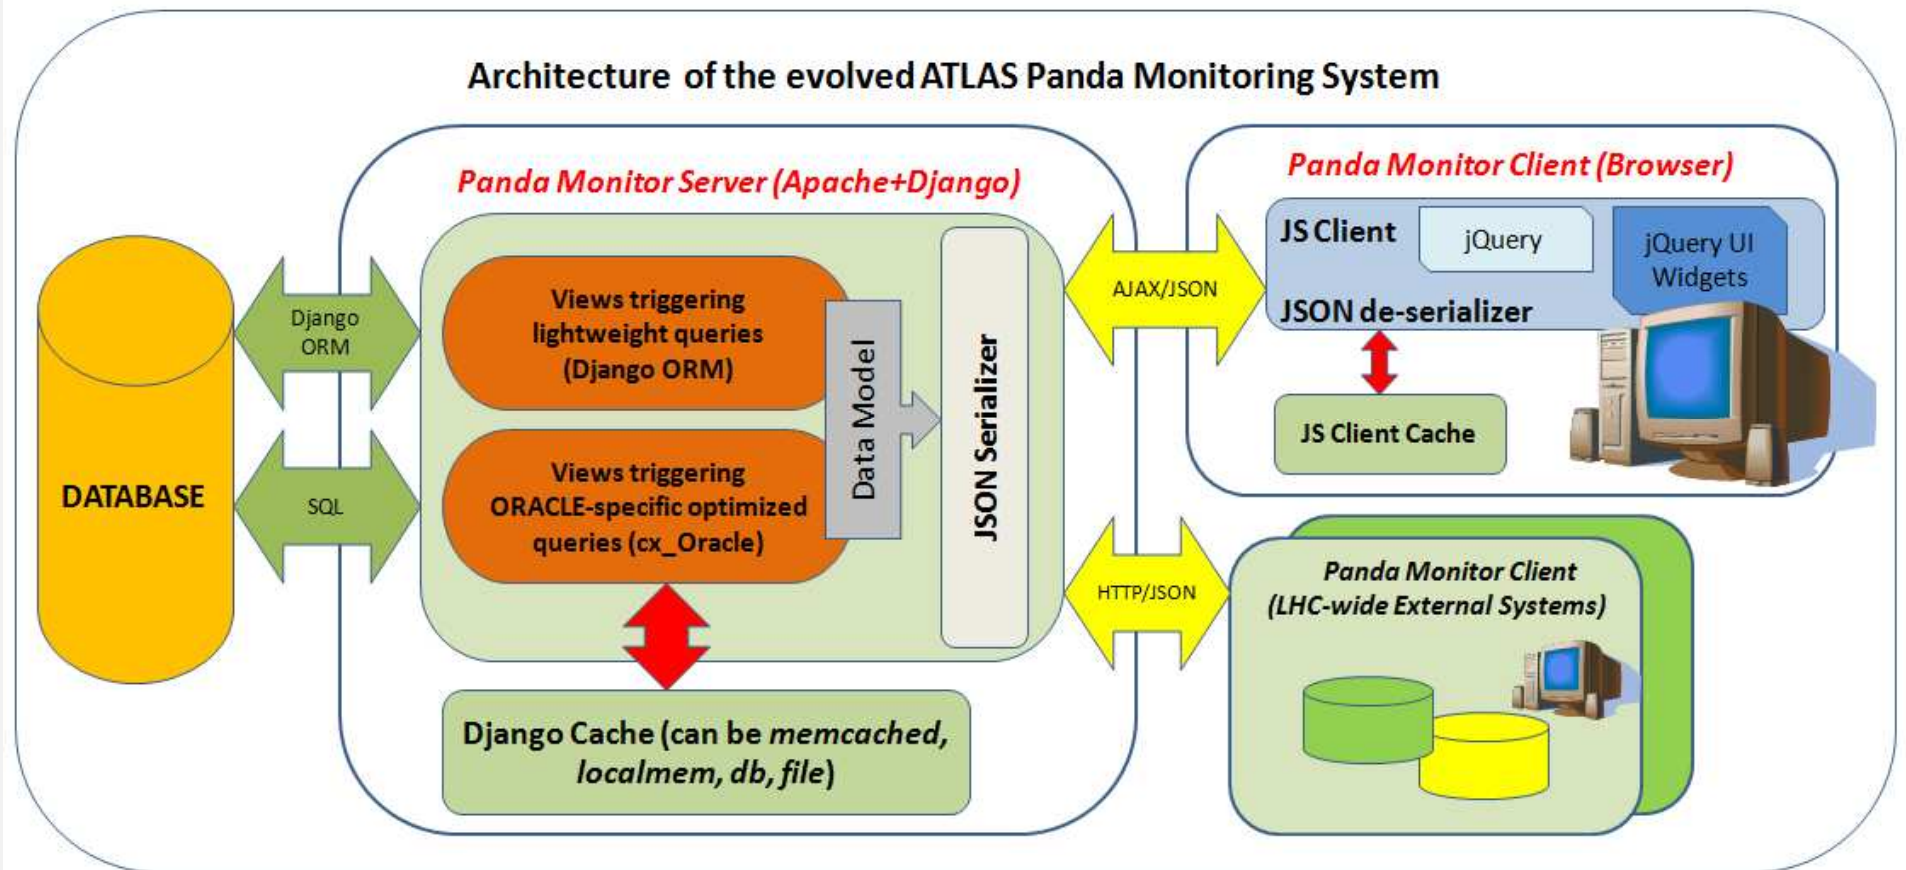 Architecture of the evolved ATLAS Panda Monitoring System
Panda Monitor Server (Apache+Django)
Panda Monitor Client (Browser)
DATABASE
Django
ORM
SQL
Views triggering
lightweight queries
(Django ORM)
Views triggering
ORACLE-specific optimized
queries (cx_Oracle)
Data Model
JSON Serializer
Django Cache (can be memcached,
localmem, db, file)
AJAX/JSON
HTTP/JSON
JS Client
jQuery
jQuery UI
Widgets
JSON de-serializer
JS Client Cache
Panda Monitor Client
(LHC-wide External Systems)